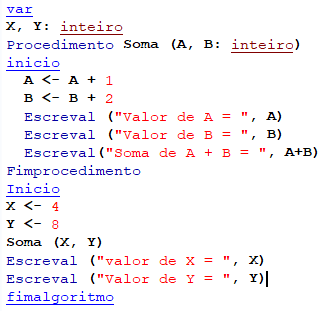 var
X, Y: inteiro
Procedimento Soma (A, B: inteiro)
inicio
A <- A + 1
B <- B + 2
Escreval ("Valor de A = ", A)
Escreval ("Valor de B = ", B)
Escreval("Soma de A + B = ", A+B)
Fimprocedimento
Inicio
X <- 4
Y <- 8
Soma (X, Y)
Escreval ("valor de X = ", X)
Escreval ("Valor de Y = ", Y)
fimalgoritmo